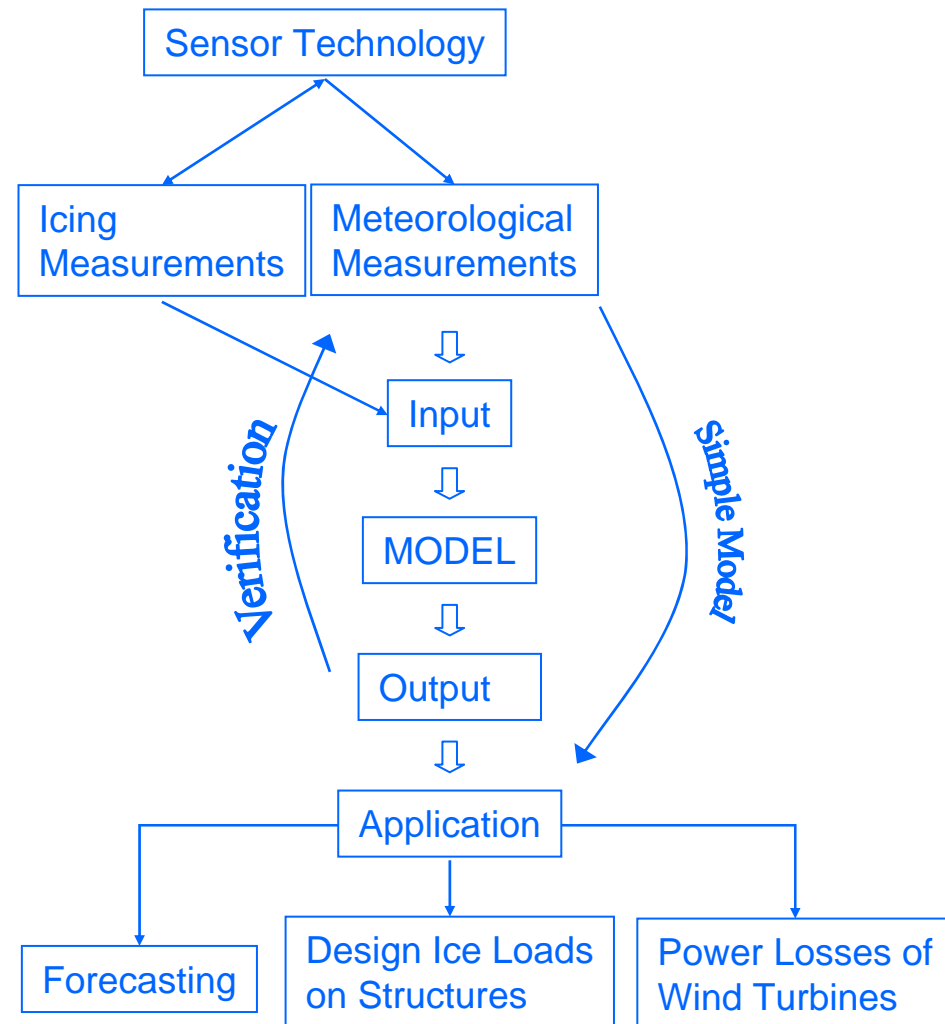 Sensor Technology
Icing
Measurements
Meteorological
Measurements
Input
Verification
Simple Model
MODEL
Output
Application
Forecasting
Design Ice Loads
on Structures
Power Losses of
Wind Turbines